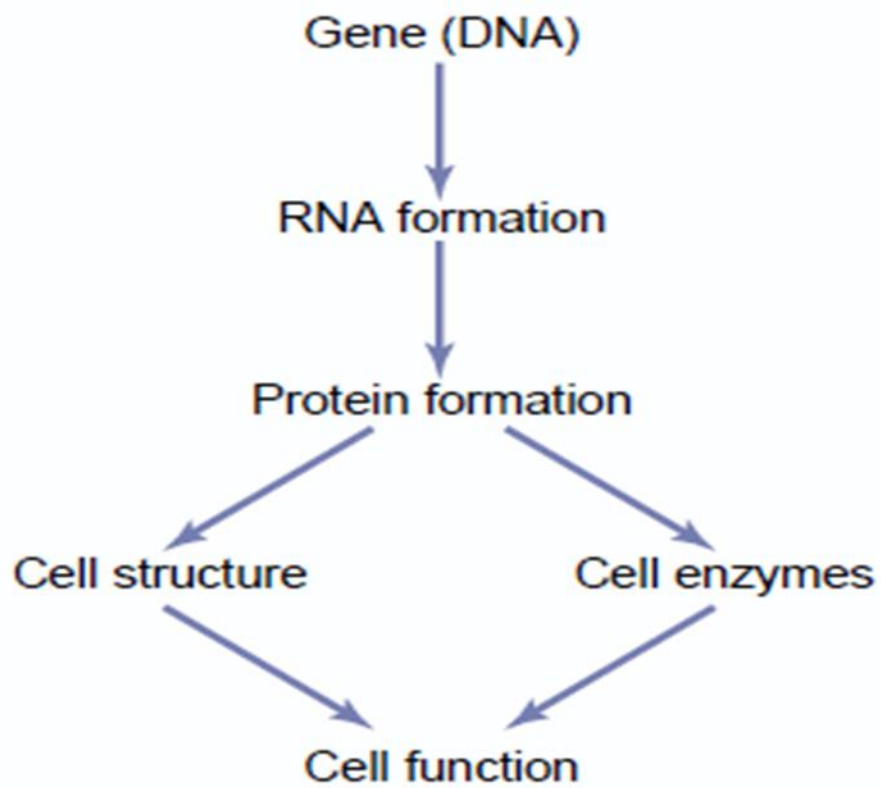 Gene (DNA)
RNA formation
Protein formation
Cell structure
Cell enzymes
Cell function